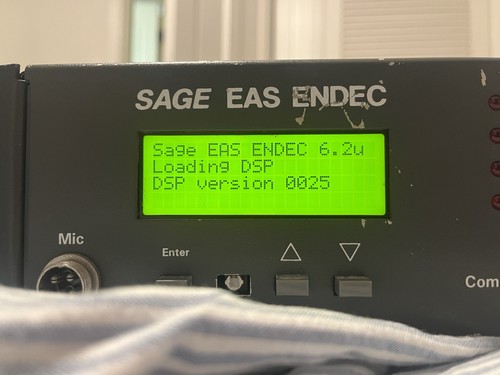 SAGE EAS ENDEC
Sage EAS ENDEC 6.2u
Loading DSP
DSP version 0025
Mic
Enter
Com